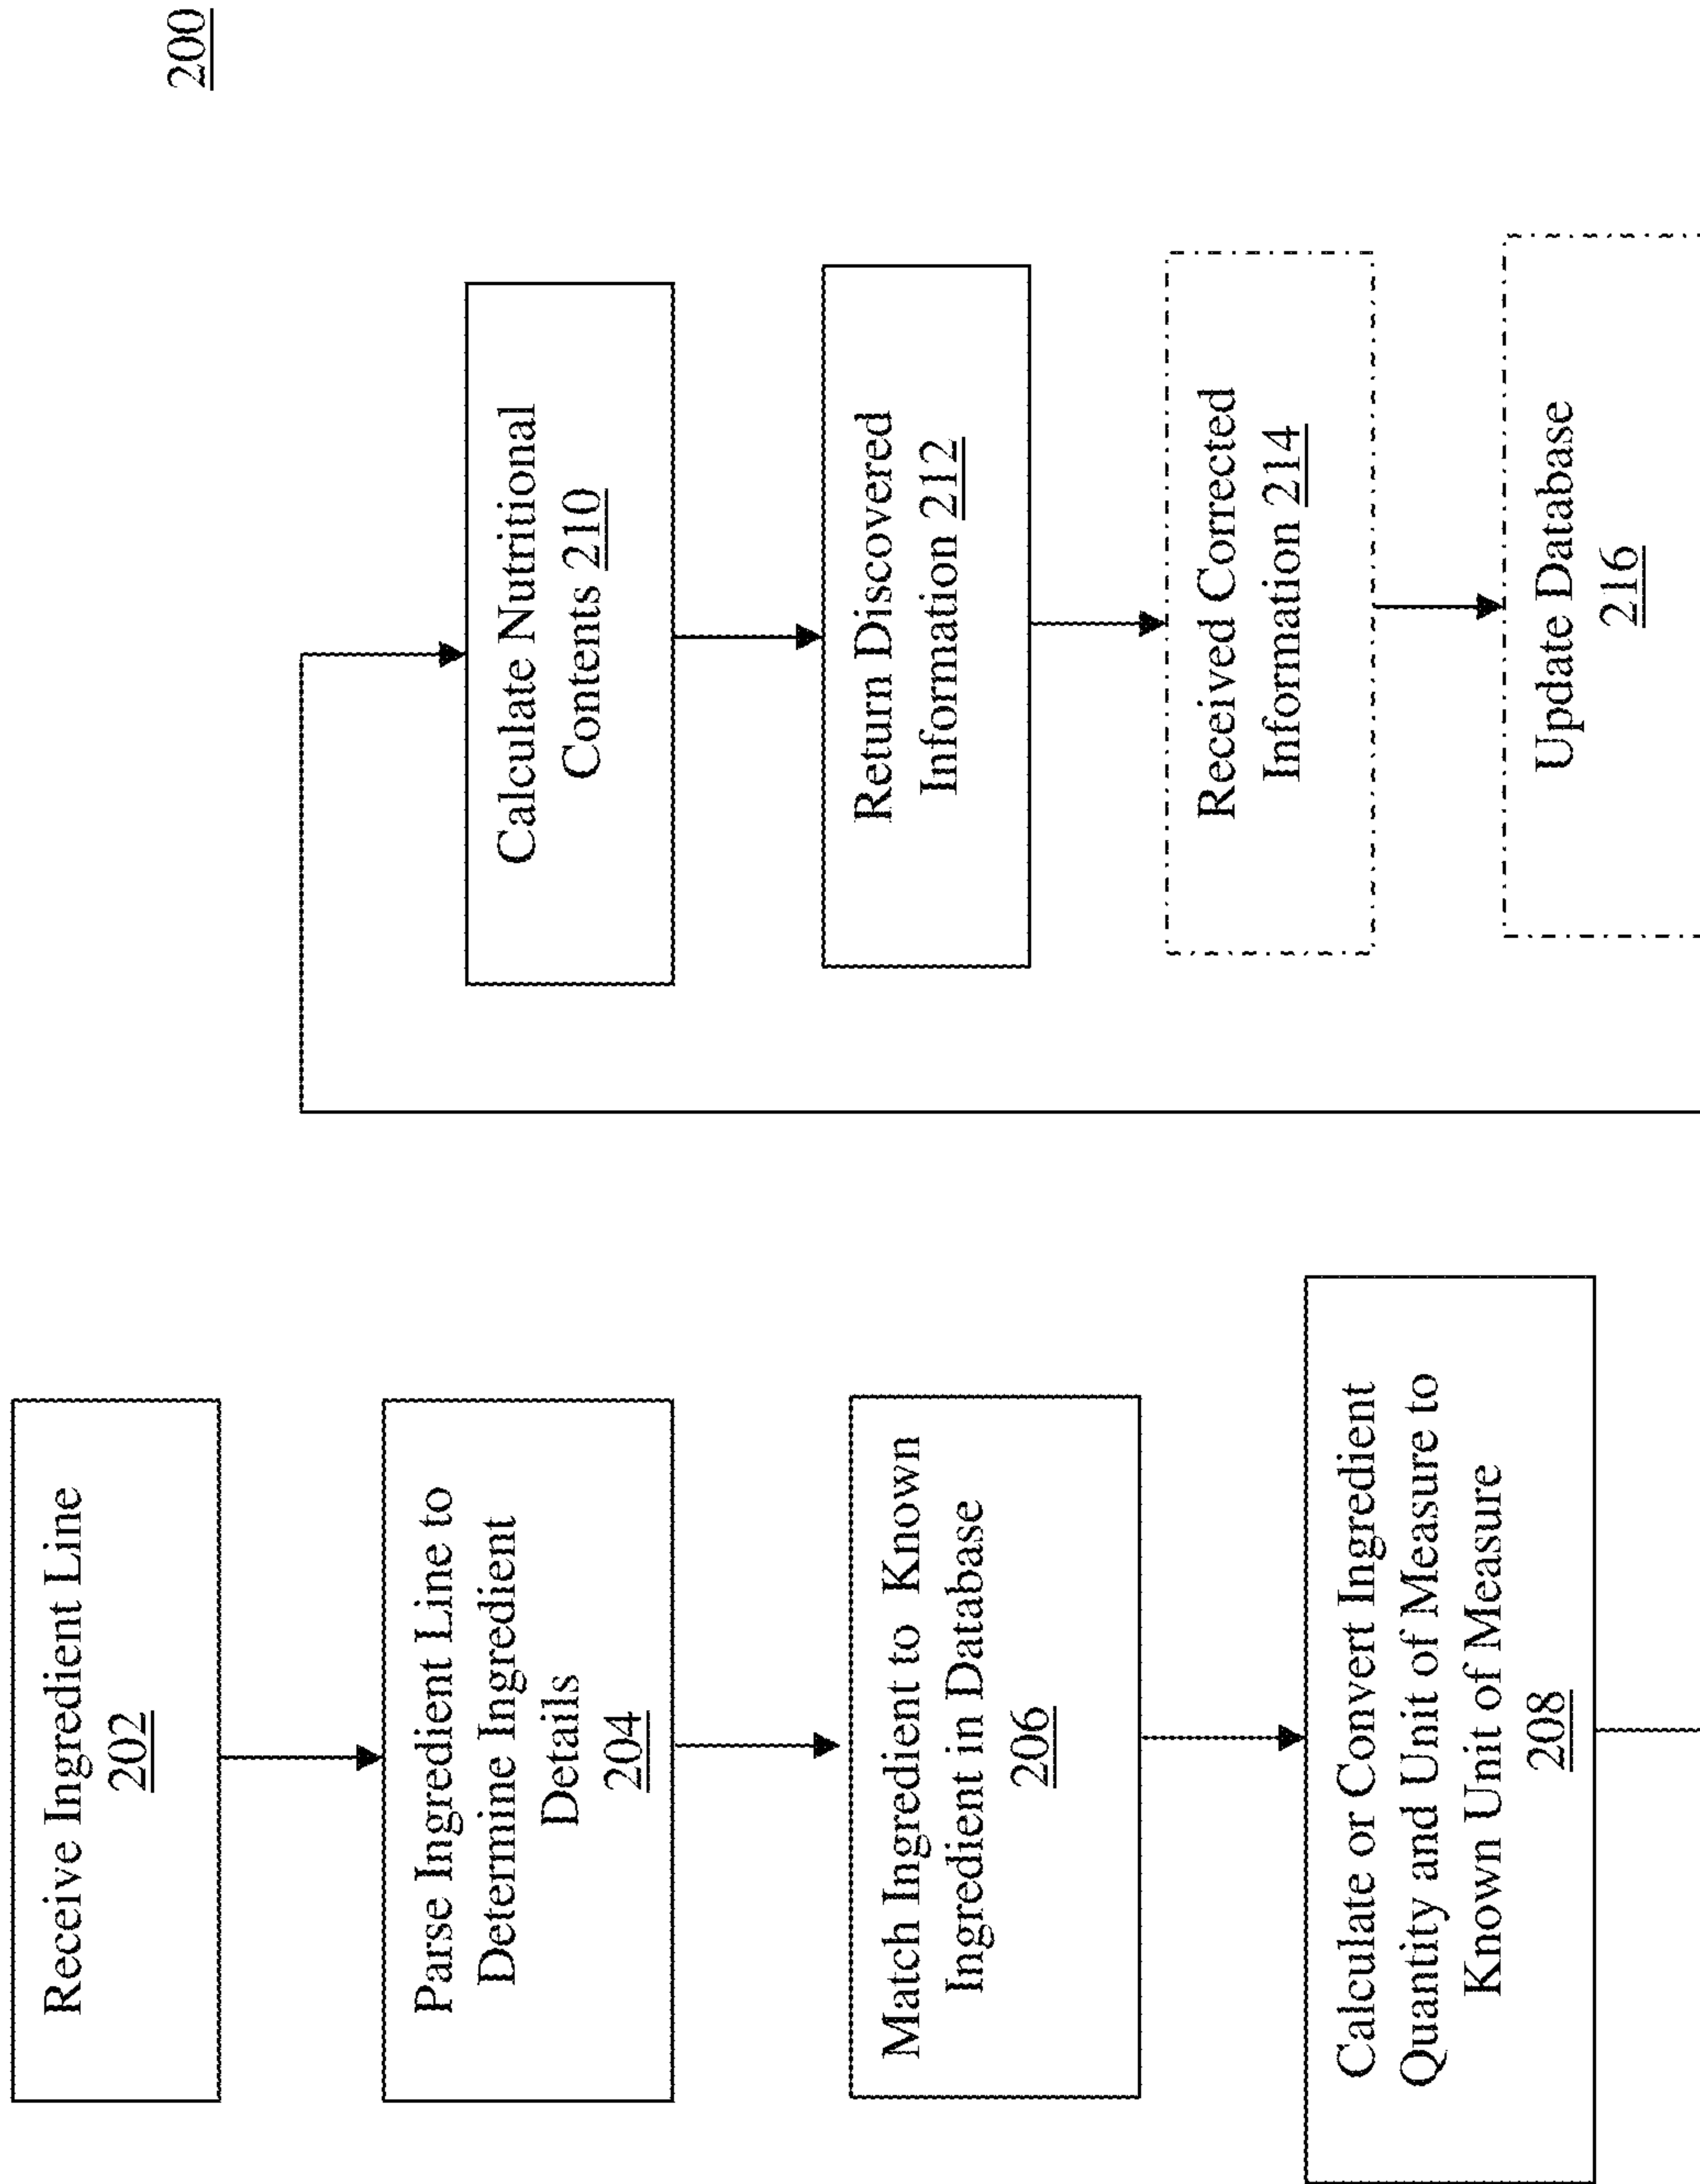 200
Receive Ingredient Line
202
Parse Ingredient Line to
Determine Ingredient
Details
204
Match Ingredient to Known
Ingredient in Database
206
Calculate or Convert Ingredient
Quantity and Unit of Measure to
Known Unit of Measure
208
Calculate Nutritional
Contents 210
Return Discovered
Information 212
Received Corrected
Information 214
Update Database
216